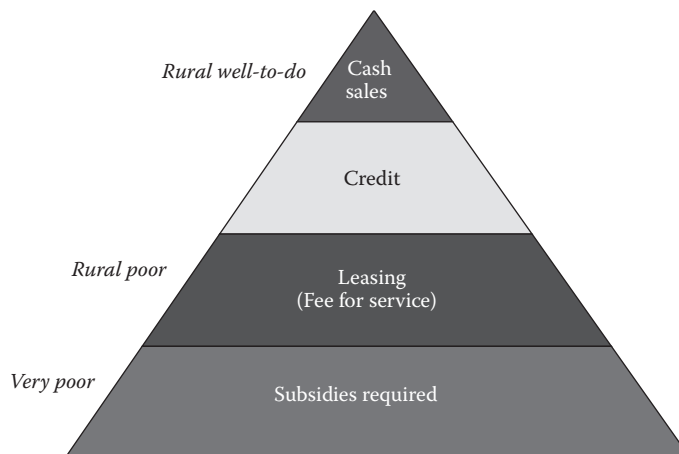 Rural well-to-do
Cash
sales
Credit
Rural poor
Leasing
(Fee for service)
Very poor
Subsidies required